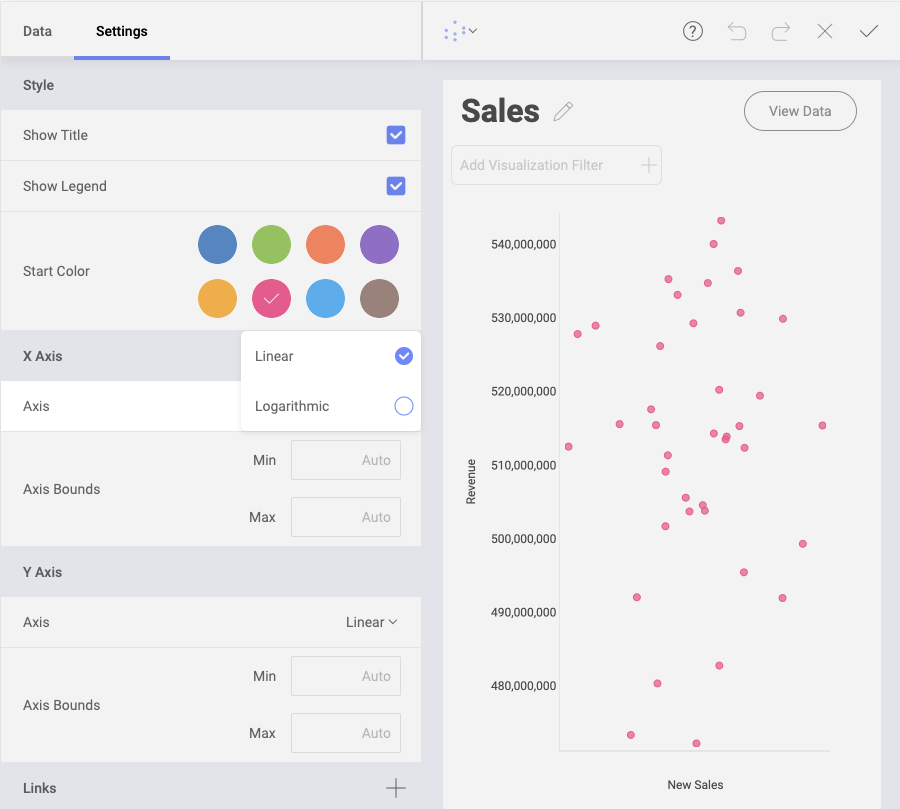 Data
Settings
?
Style
Show Title
Show Legend
Start Color
X Axis
Linear
Axis
Logarithmic
Axis Bounds
Min
Auto
Max
Auto
Y Axis
Axis
Linear
Axis Bounds
Min
Auto
Max
Auto
Links
Sales
View Data
Add Visualization Filter
Revenue
540,000,000
530,000,000
520,000,000
510,000,000
500,000,000
490,000,000
480,000,000
New Sales